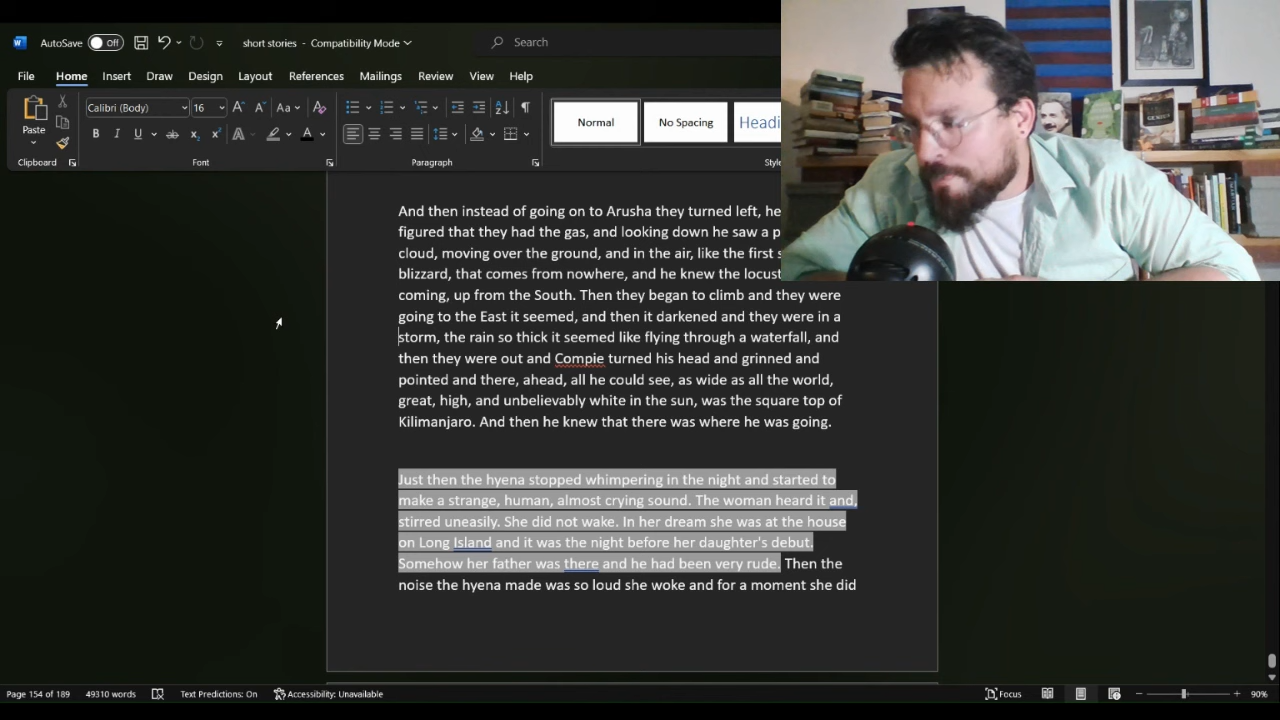 AutoSave Off short stories - Compatibility Mode Search
File Home Insert Draw Design Layout References Mailings Review View Help
Paste Calibri (Body) 16 Aa Normal No Spacing Headi
Clipboard Font Paragraph Style
And then instead of going on to Arusha they turned left, he
figured that they had the gas, and looking down he saw a p
cloud, moving over the ground, and in the air, like the first s
blizzard, that comes from nowhere, and he knew the locust
coming, up from the South. Then they began to climb and they were
going to the East it seemed, and then it darkened and they were in a
storm, the rain so thick it seemed like flying through a waterfall, and
then they were out and Compie turned his head and grinned and
pointed and there, ahead, all he could see, as wide as all the world,
great, high, and unbelievably white in the sun, was the square top of
Kilimanjaro. And then he knew that there was where he was going.
Just then the hyena stopped whimpering in the night and started to
make a strange, human, almost crying sound. The woman heard it and,
stirred uneasily. She did not wake. In her dream she was at the house
on Long Island and it was the night before her daughter's debut.
Somehow her father was there and he had been very rude. Then the
noise the hyena made was so loud she woke and for a moment she did
Page 154 of 189 49310 words Text Predictions: On Accessibility: Unavailable Focus 90%